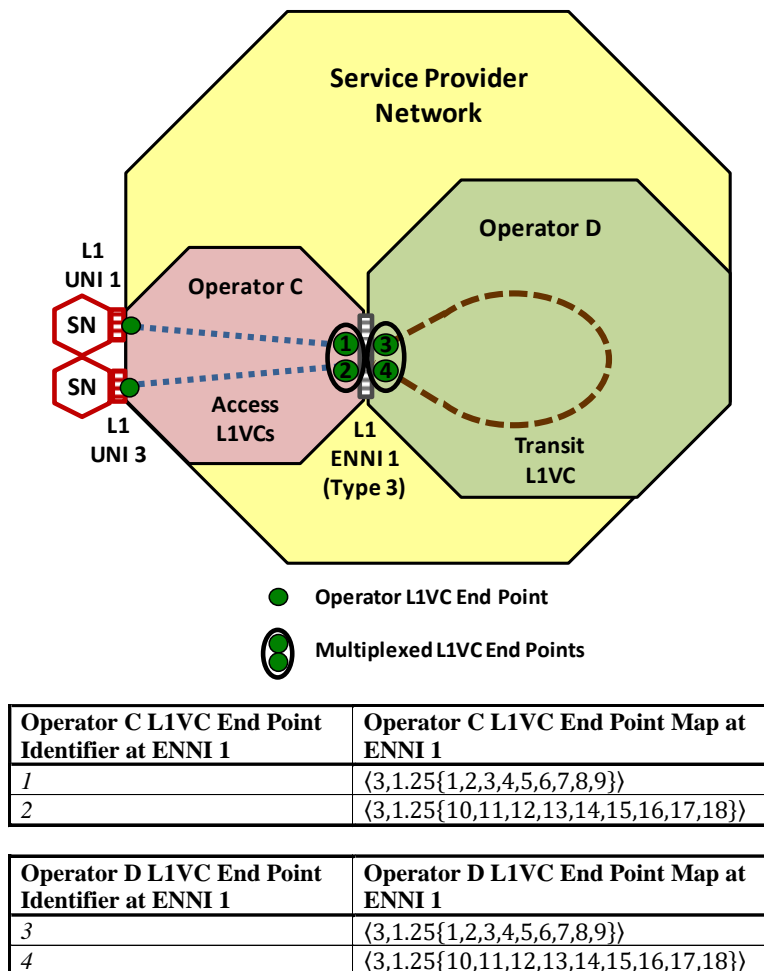 Service Provider
Network
Operator D
L1
UNI 1
Operator C
SN
1
3
SN
2
4
Access
L1VCs
L1
UNI 3
L1
ENNI 1
(Type 3)
Transit
L1VC
Operator L1VC End Point
Multiplexed L1VC End Points
Operator C L1VC End Point Operator C L1VC End Point Map at
Identifier at ENNI 1 ENNI 1
1 ⟨3,1.25{1,2,3,4,5,6,7,8,9}⟩
2 ⟨3,1.25{10,11,12,13,14,15,16,17,18}⟩
Operator D L1VC End Point Operator D L1VC End Point Map at
Identifier at ENNI 1 ENNI 1
3 ⟨3,1.25{1,2,3,4,5,6,7,8,9}⟩
4 ⟨3,1.25{10,11,12,13,14,15,16,17,18}⟩